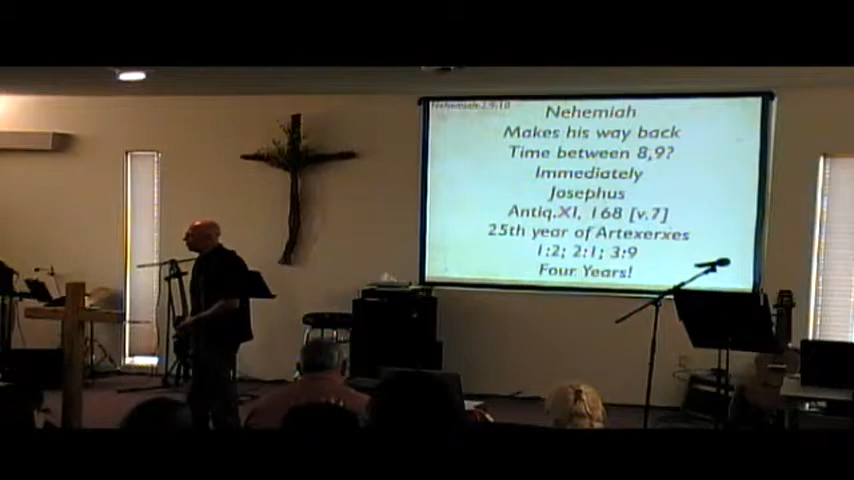 Nehemiah 2:9-10
Nehemiah
Makes his way back
Time between 8,9?
Immediately
Josephus
Antiq.XI, 168 [v.7]
25th year of Artexerxes
1:2; 2:1; 3:9
Four Years!